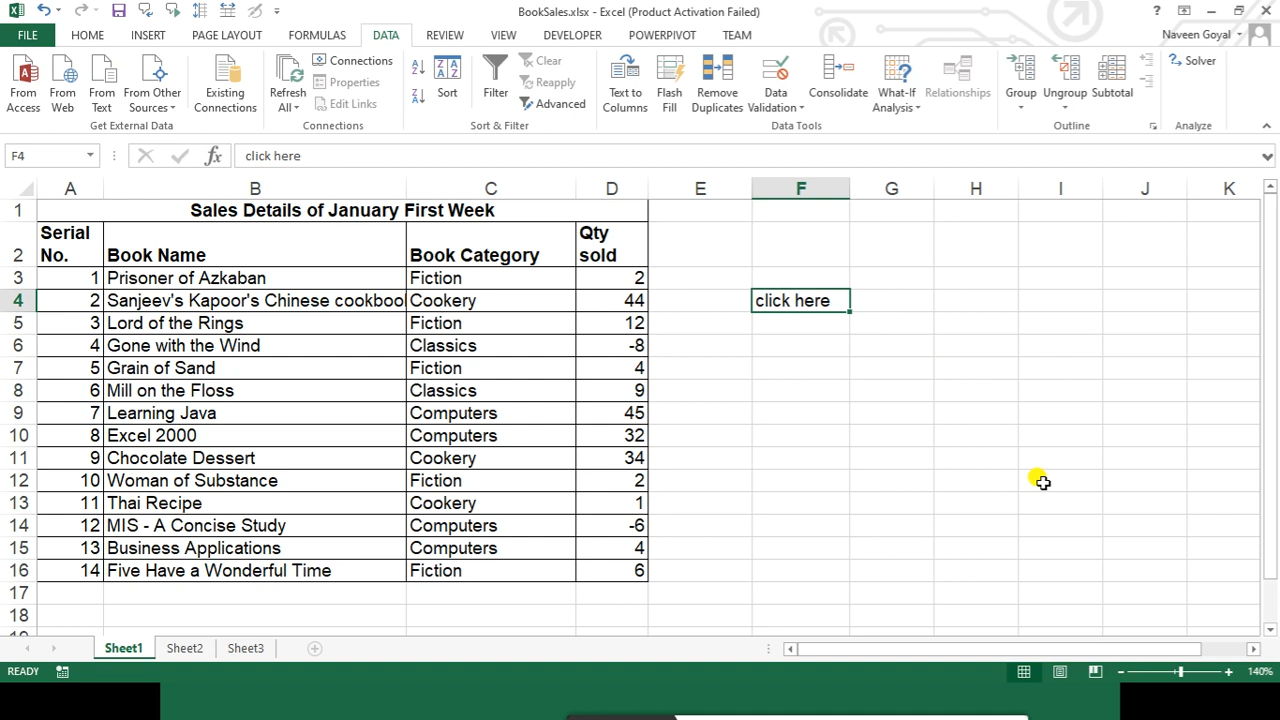 BookSales.xlsx - Excel (Product Activation Failed)
?
FILE HOME INSERT PAGE LAYOUT FORMULAS DATA REVIEW VIEW DEVELOPER POWERPIVOT TEAM Naveen Goyal
From Access
From Web
From Text
From Other Sources
Existing Connections
Get External Data
Refresh All
Connections
Properties
Edit Links
Connections
Sort
Filter
Clear
Reapply
Advanced
Sort & Filter
Text to Columns
Flash Fill
Remove Duplicates
Data Validation
Consolidate
What-If Analysis
Relationships
Data Tools
Group
Ungroup
Subtotal
Outline
Solver
Analyze
F4 fx click here
A B C D E F G H I J K
1 Sales Details of January First Week
2 Serial No. Book Name Book Category Qty sold
3 1 Prisoner of Azkaban Fiction 2
4 2 Sanjeev's Kapoor's Chinese cookboo Cookery 44 click here
5 3 Lord of the Rings Fiction 12
6 4 Gone with the Wind Classics -8
7 5 Grain of Sand Fiction 4
8 6 Mill on the Floss Classics 9
9 7 Learning Java Computers 45
10 8 Excel 2000 Computers 32
11 9 Chocolate Dessert Cookery 34
12 10 Woman of Substance Fiction 2
13 11 Thai Recipe Cookery 1
14 12 MIS - A Concise Study Computers -6
15 13 Business Applications Computers 4
16 14 Five Have a Wonderful Time Fiction 6
17
18
Sheet1 Sheet2 Sheet3
READY 140%